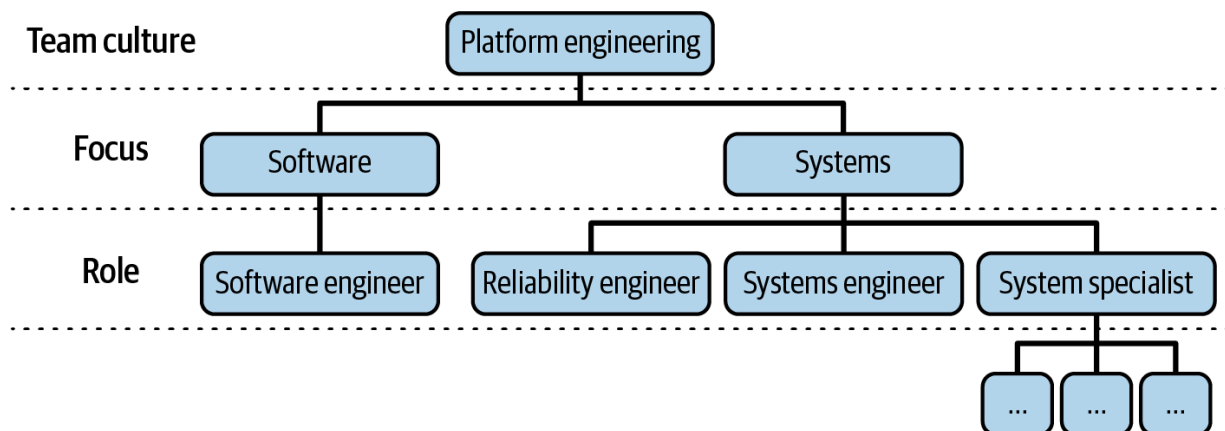 Team culture
Platform engineering
Focus
Software
Systems
Role
Software engineer
Reliability engineer
Systems engineer
System specialist
...
...
...